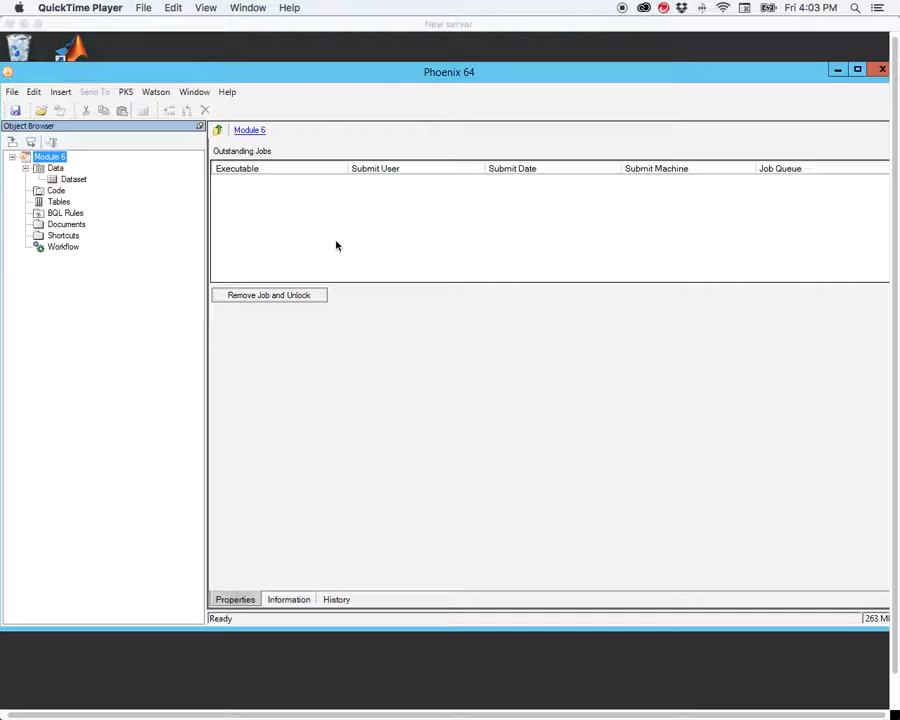 QuickTime Player File Edit View Window Help Fri 4:03 PM
New server
Phoenix 64
File Edit Insert Send To PKS Watson Window Help
Object Browser
Module 6
Data
Dataset
Code
Tables
BQL Rules
Documents
Shortcuts
Workflow
Module 6
Outstanding Jobs
Executable Submit User Submit Date Submit Machine Job Queue
Remove Job and Unlock
Properties Information History
Ready 263 M